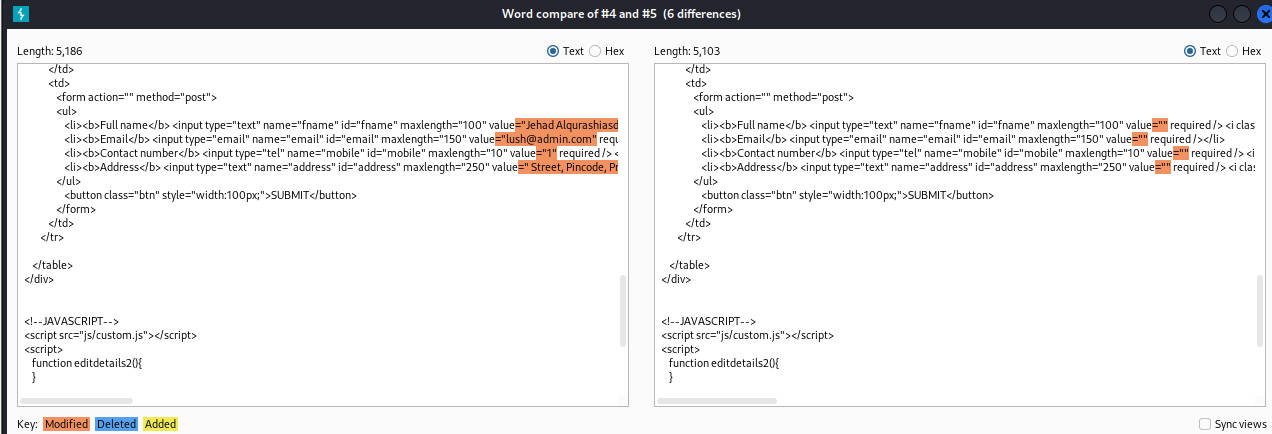 Word compare of #4 and #5 (6 differences)
Length: 5,186
Text
Hex
</td>
<td>
<form action="" method="post">
<ul>
<li><b>Full name</b> <input type="text" name="fname" id="fname" maxlength="100" value="Jehad Alqurashiasd
<li><b>Email</b> <input type="email" name="email" id="email" maxlength="150" value="lush@admin.com" requ
<li><b>Contact number</b> <input type="tel" name="mobile" id="mobile" maxlength="10" value="1" required /> <
<li><b>Address</b> <input type="text" name="address" id="address" maxlength="250" value=" Street, Pincode, Pr
</ul>
<button class="btn" style="width:100px;">SUBMIT</button>
</form>
</td>
</tr>
</table>
</div>
<!--JAVASCRIPT-->
<script src="js/custom.js"></script>
<script>
function editdetails2(){
}
Length: 5,103
Text
Hex
</td>
<td>
<form action="" method="post">
<ul>
<li><b>Full name</b> <input type="text" name="fname" id="fname" maxlength="100" value="" required /> <i clas
<li><b>Email</b> <input type="email" name="email" id="email" maxlength="150" value="" required /></li>
<li><b>Contact number</b> <input type="tel" name="mobile" id="mobile" maxlength="10" value="" required /> <i
<li><b>Address</b> <input type="text" name="address" id="address" maxlength="250" value="" required /> <i clas
</ul>
<button class="btn" style="width:100px;">SUBMIT</button>
</form>
</td>
</tr>
</table>
</div>
<!--JAVASCRIPT-->
<script src="js/custom.js"></script>
<script>
function editdetails2(){
}
Key: Modified Deleted Added
Sync views